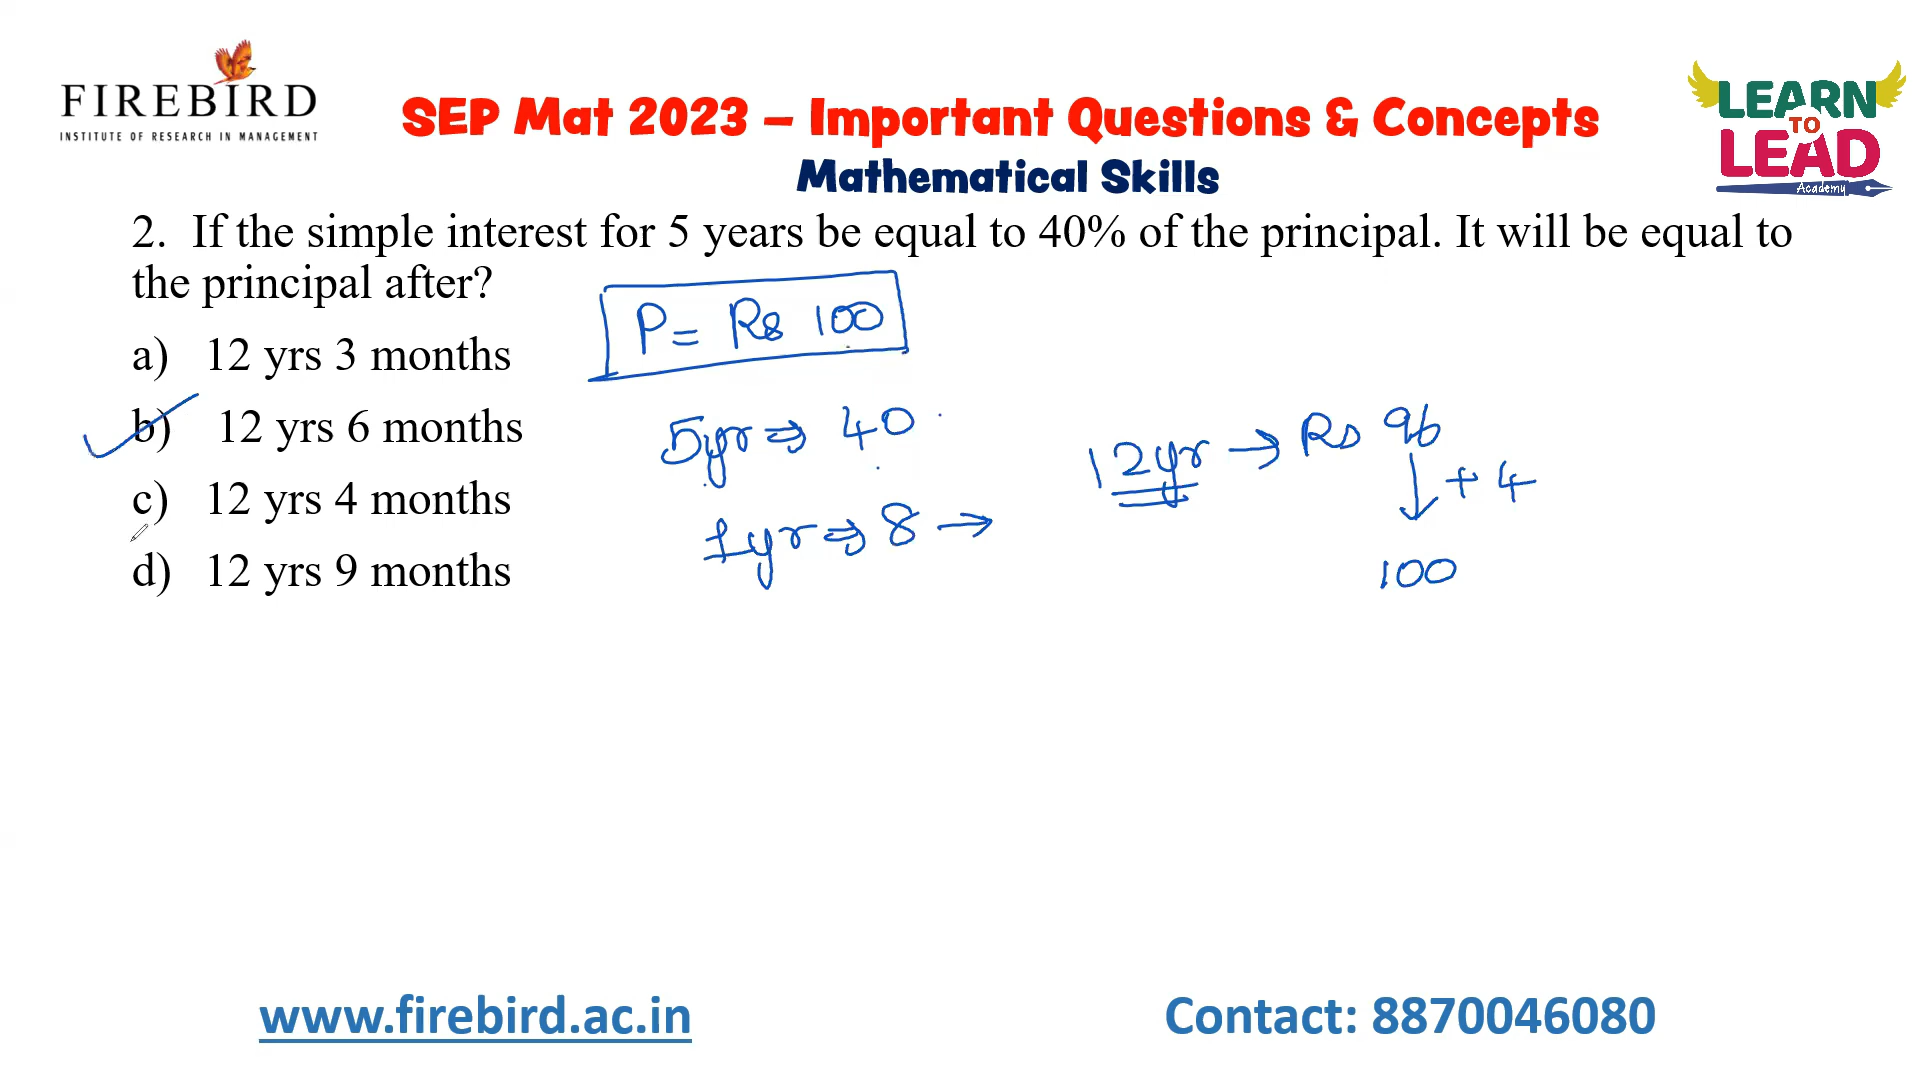 FIREBIRD
INSTITUTE OF RESEARCH IN MANAGEMENT
SEP Mat 2023 – Important Questions & Concepts
Mathematical Skills
LEARN
TO
LEAD
Academy
2. If the simple interest for 5 years be equal to 40% of the principal. It will be equal to
the principal after?
P = Rs 100
a) 12 yrs 3 months
b) 12 yrs 6 months
c) 12 yrs 4 months
d) 12 yrs 9 months
5yr ⇒ 40
1yr ⇒ 8 →
12yr → Rs 96
+ 4
100
www.firebird.ac.in
Contact: 8870046080